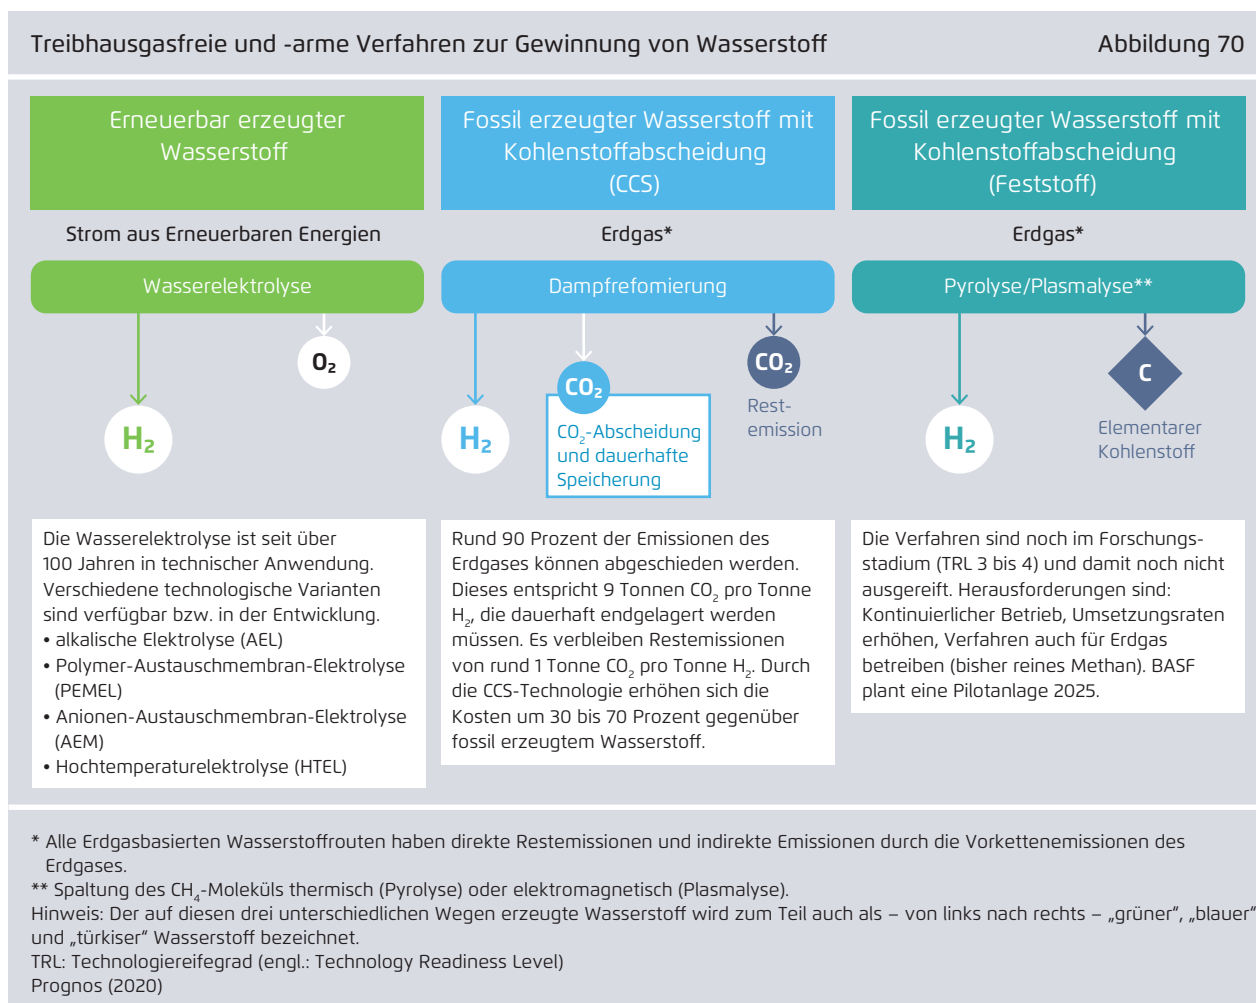 Treibhausgasfreie und -arme Verfahren zur Gewinnung von Wasserstoff
Abbildung 70
Erneuerbar erzeugter
Wasserstoff
Strom aus Erneuerbaren Energien
Wasserelektrolyse
O₂
H₂
Die Wasserelektrolyse ist seit über
100 Jahren in technischer Anwendung.
Verschiedene technologische Varianten
sind verfügbar bzw. in der Entwicklung.
• alkalische Elektrolyse (AEL)
• Polymer-Austauschmembran-Elektrolyse
(PEMEL)
• Anionen-Austauschmembran-Elektrolyse
(AEM)
• Hochtemperaturelektrolyse (HTEL)
Fossil erzeugter Wasserstoff mit
Kohlenstoffabscheidung
(CCS)
Erdgas*
Dampfrefomierung
CO₂
CO₂
Rest-
emission
H₂
CO₂-Abscheidung
und dauerhafte
Speicherung
Rund 90 Prozent der Emissionen des
Erdgases können abgeschieden werden.
Dieses entspricht 9 Tonnen CO₂ pro Tonne
H₂, die dauerhaft endgelagert werden
müssen. Es verbleiben Restemissionen
von rund 1 Tonne CO₂ pro Tonne H₂. Durch
die CCS-Technologie erhöhen sich die
Kosten um 30 bis 70 Prozent gegenüber
fossil erzeugtem Wasserstoff.
Fossil erzeugter Wasserstoff mit
Kohlenstoffabscheidung
(Feststoff)
Erdgas*
Pyrolyse/Plasmalyse**
C
H₂
Elementarer
Kohlenstoff
Die Verfahren sind noch im Forschungs-
stadium (TRL 3 bis 4) und damit noch nicht
ausgereift. Herausforderungen sind:
Kontinuierlicher Betrieb, Umsetzungsraten
erhöhen, Verfahren auch für Erdgas
betreiben (bisher reines Methan). BASF
plant eine Pilotanlage 2025.
* Alle Erdgasbasierten Wasserstoffrouten haben direkte Restemissionen und indirekte Emissionen durch die Vorkettenemissionen des
Erdgases.
** Spaltung des CH₄-Moleküls thermisch (Pyrolyse) oder elektromagnetisch (Plasmalyse).
Hinweis: Der auf diesen drei unterschiedlichen Wegen erzeugte Wasserstoff wird zum Teil auch als – von links nach rechts – „grüner“, „blauer“
und „türkiser“ Wasserstoff bezeichnet.
TRL: Technologiereifegrad (engl.: Technology Readiness Level)
Prognos (2020)